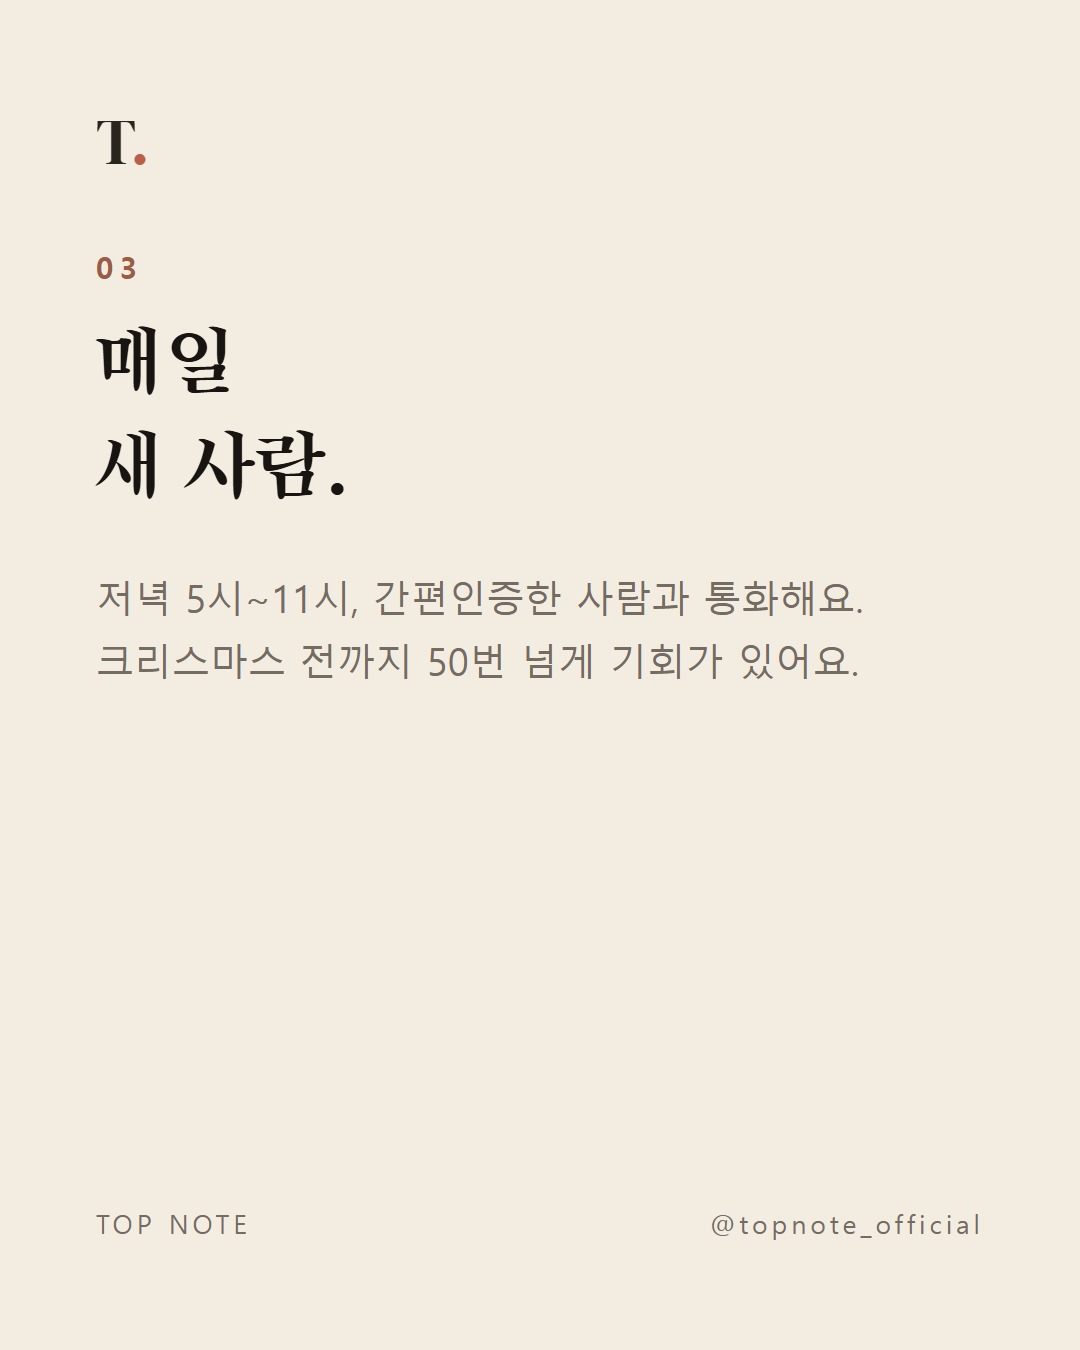 T.
03
매일
새 사람.
저녁 5시~11시, 간편인증한 사람과 통화해요.
크리스마스 전까지 50번 넘게 기회가 있어요.
TOP NOTE
@topnote_official